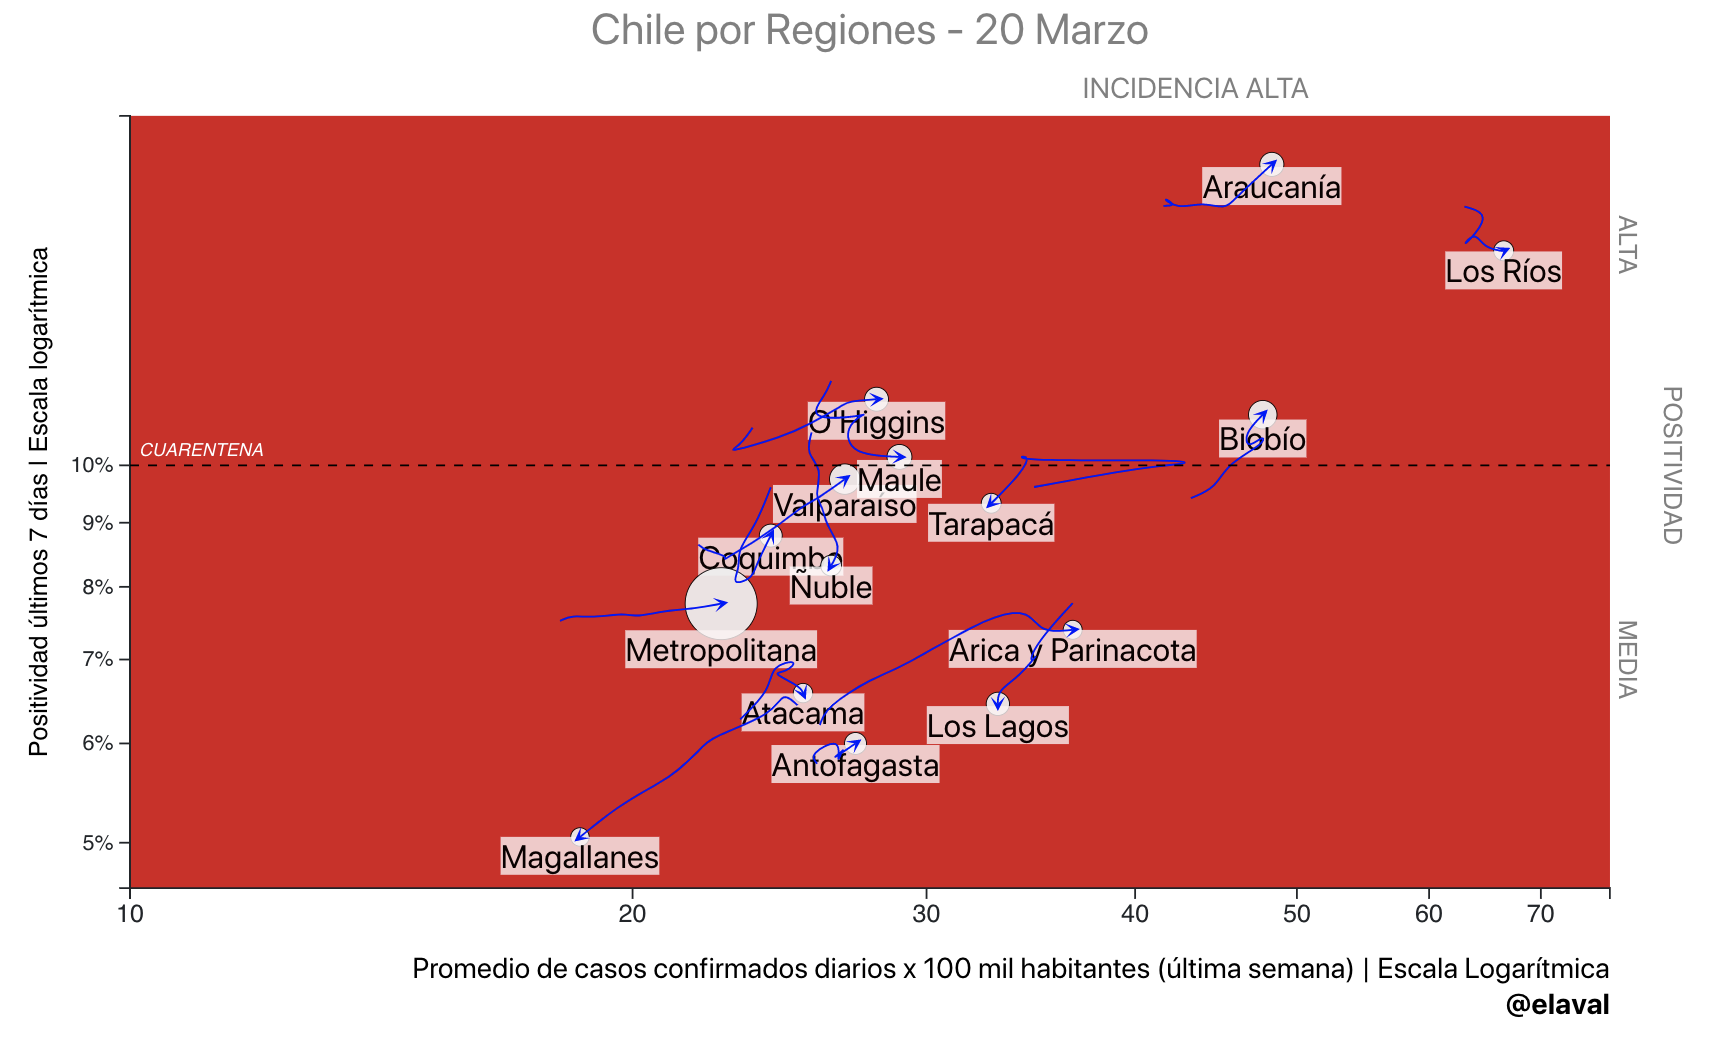 Chile por Regiones - 20 Marzo
INCIDENCIA ALTA
Araucanía
ALTA
Los Ríos
Positividad últimos 7 días | Escala logarítmica
POSITIVIDAD
O'Higgins
Biobío
CUARENTENA
10%
Maule
Valparaíso
Tarapacá
9%
Coquimbo
8%
Ñuble
Metropolitana
Arica y Parinacota
7%
MEDIA
Atacama
Los Lagos
6%
Antofagasta
5%
Magallanes
10 20 30 40 50 60 70
Promedio de casos confirmados diarios x 100 mil habitantes (última semana) | Escala Logarítmica
@elaval